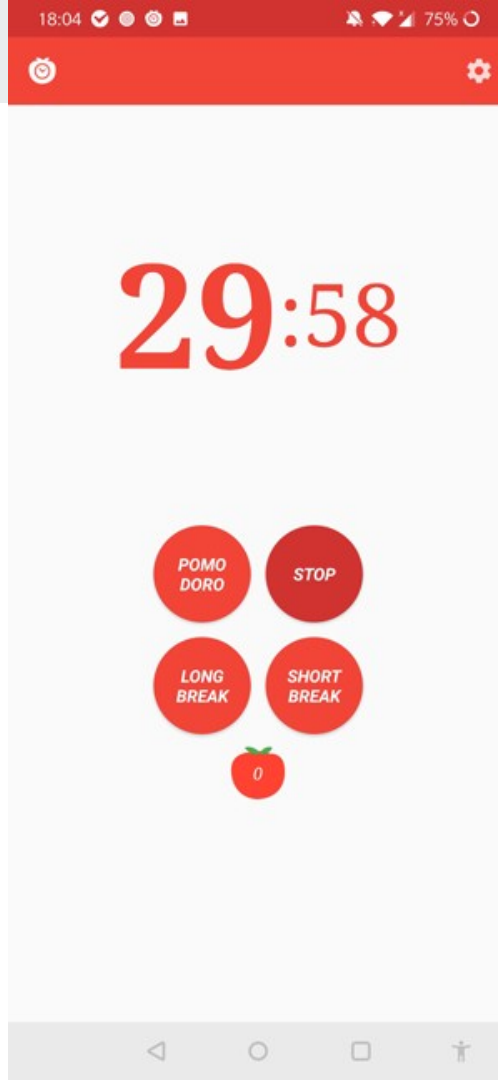 18:04 75%
29:58
POMO
DORO
STOP
LONG
BREAK
SHORT
BREAK
0